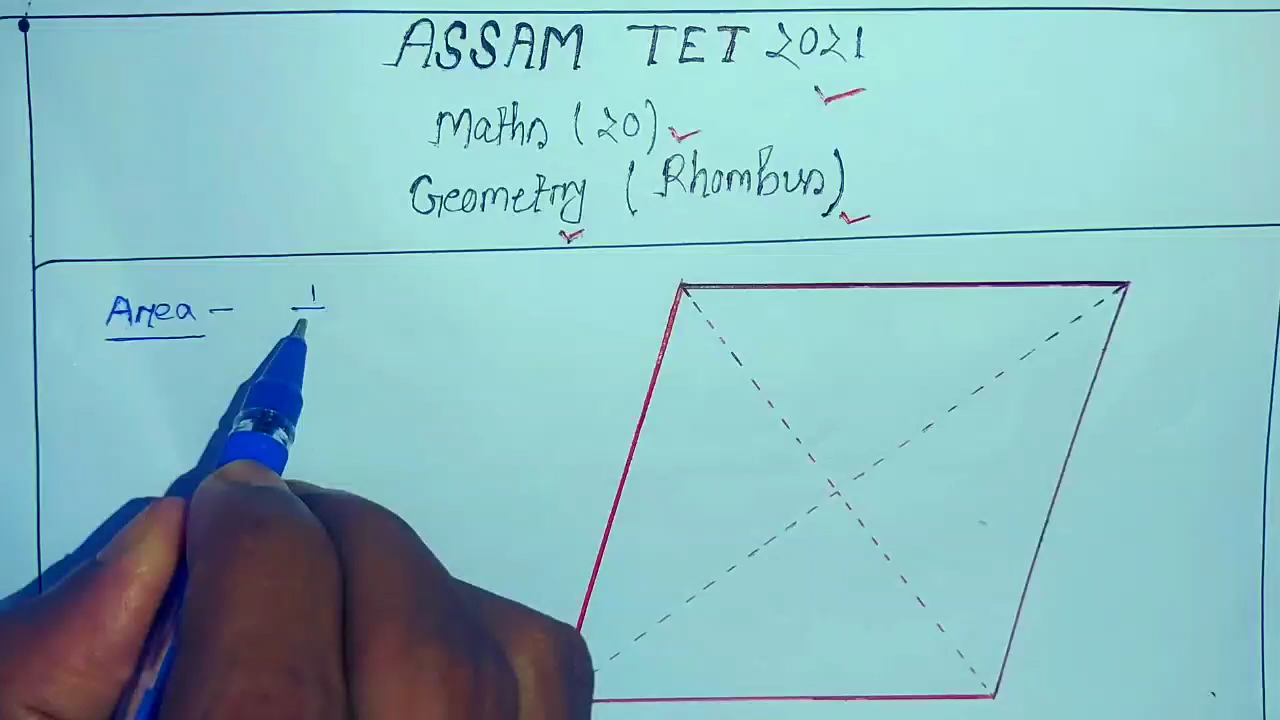 ASSAM TET 2021
Maths (20)
Geometry (Rhombus)
Area - 1